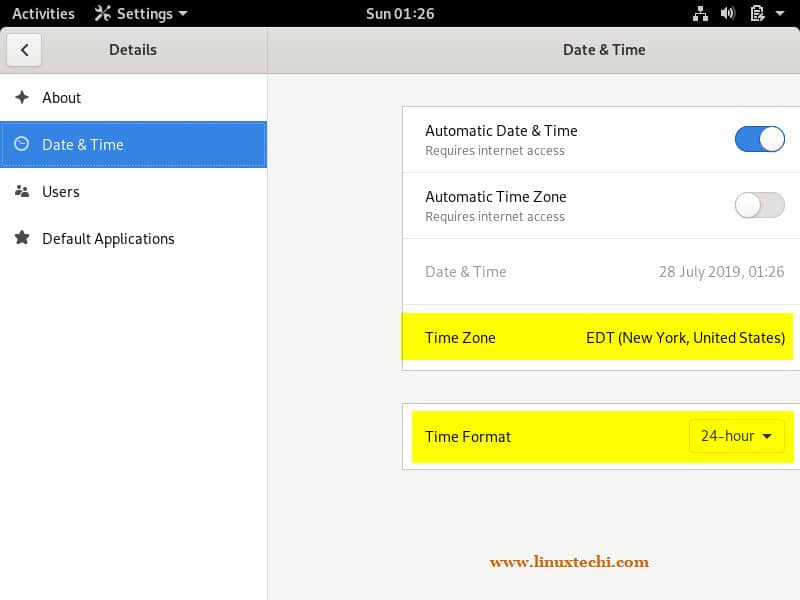 Activities Settings Sun 01:26
Details Date & Time
About
Date & Time
Users
Default Applications
Automatic Date & Time
Requires internet access
Automatic Time Zone
Requires internet access
Date & Time 28 July 2019, 01:26
Time Zone EDT (New York, United States)
Time Format 24-hour
www.linuxtechi.com